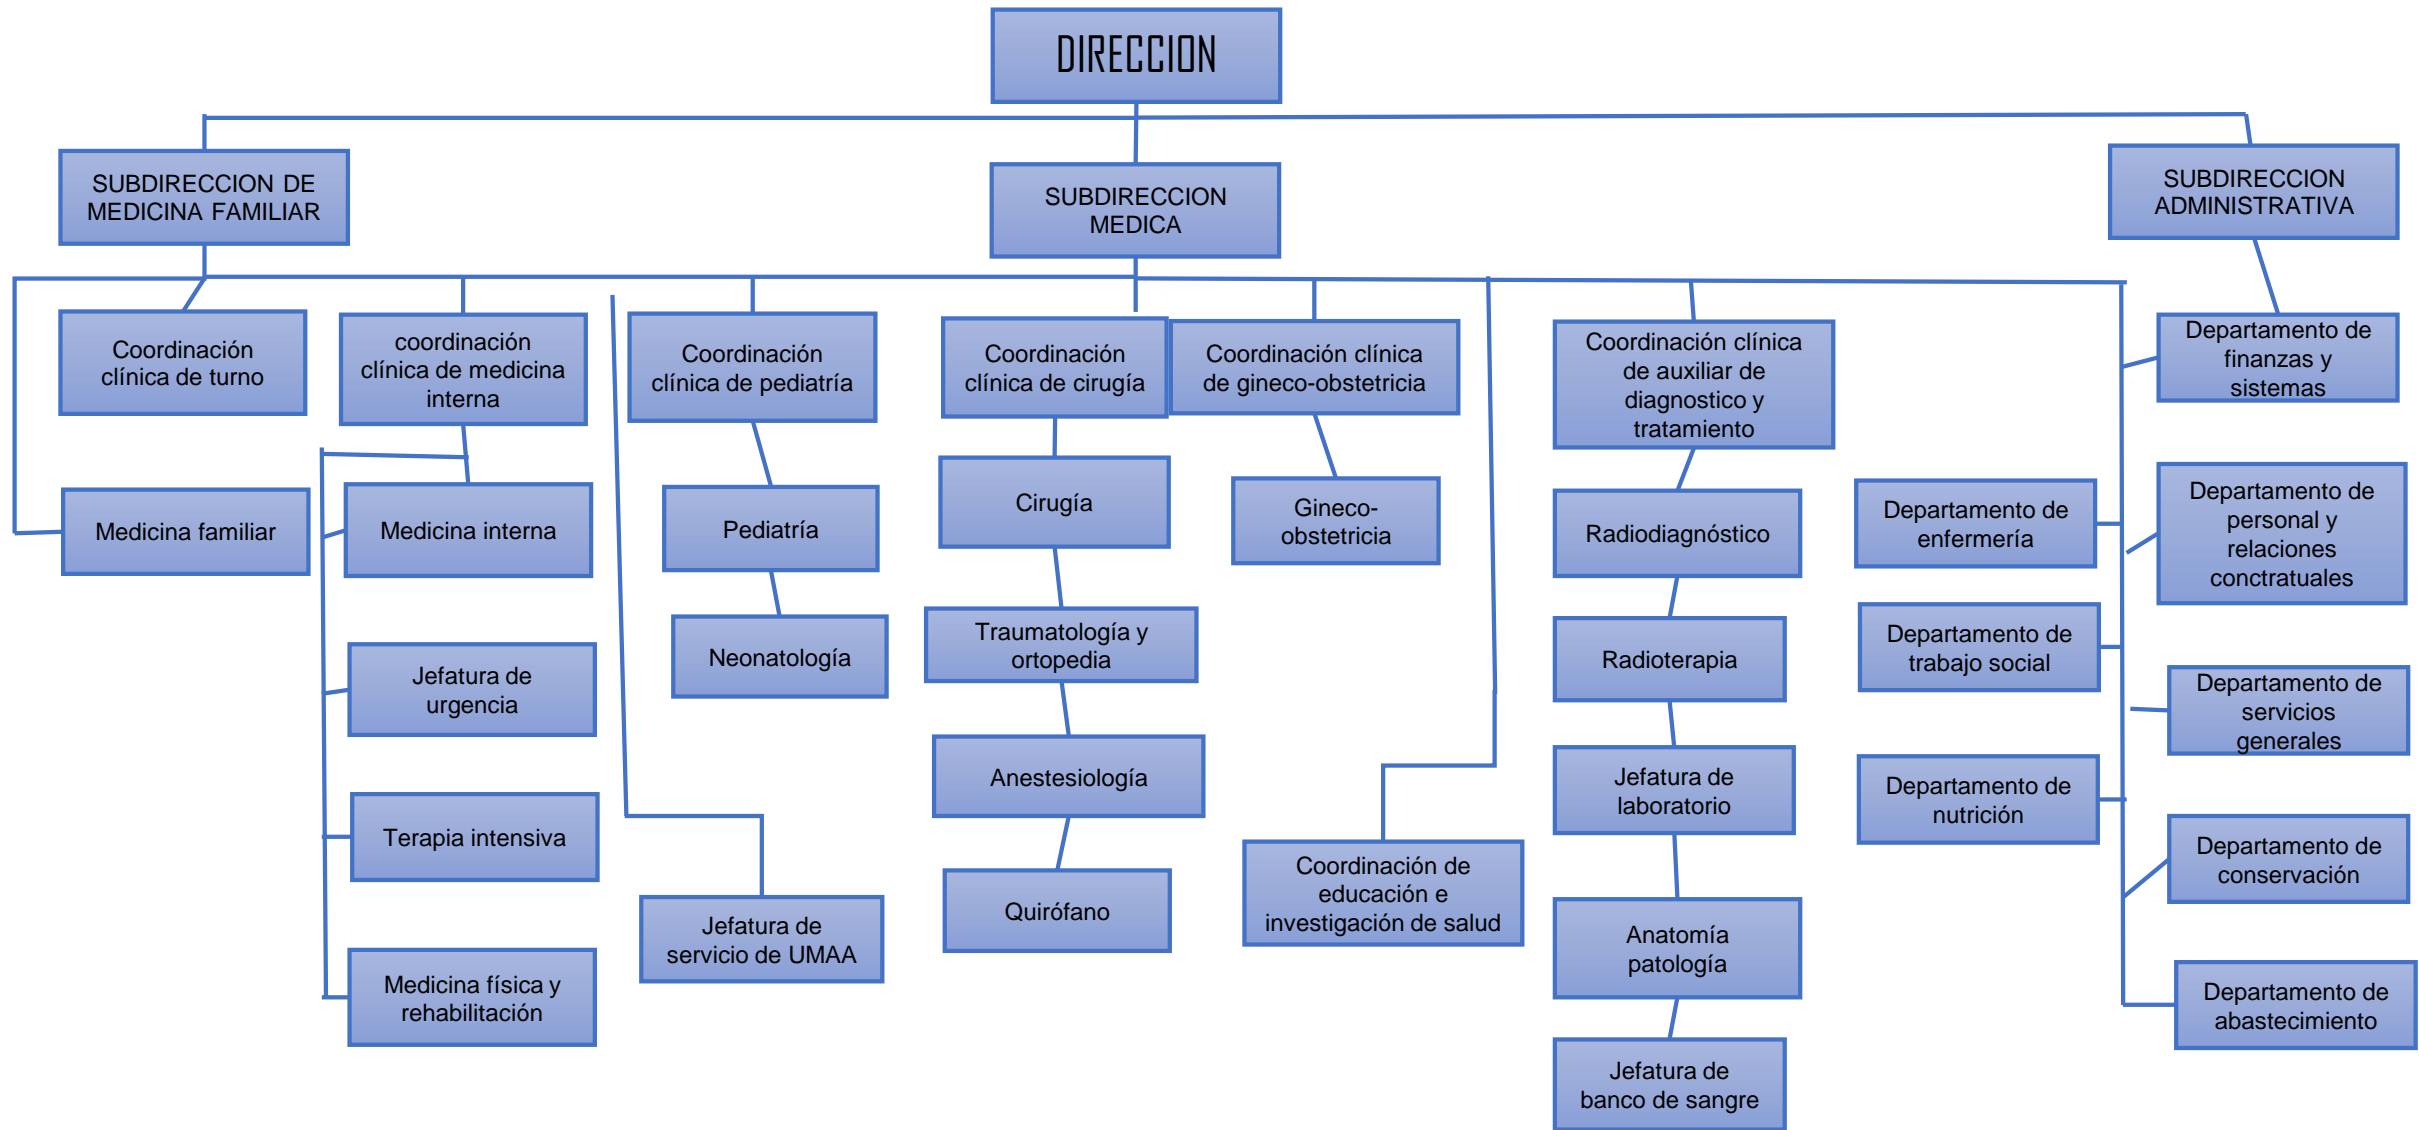 DIRECCION
SUBDIRECCION DE
MEDICINA FAMILIAR
SUBDIRECCION
MEDICA
SUBDIRECCION
ADMINISTRATIVA
Coordinación
clínica de turno
coordinación
clínica de medicina
interna
Coordinación
clínica de pediatría
Coordinación
clínica de cirugía
Coordinación clínica
de gineco-obstetricia
Coordinación clínica
de auxiliar de
diagnostico y
tratamiento
Departamento de
finanzas y
sistemas
Medicina familiar
Medicina interna
Pediatría
Cirugía
Gineco-
obstetricia
Radiodiagnóstico
Departamento de
enfermería
Departamento de
personal y
relaciones
conctratuales
Jefatura de
urgencia
Neonatología
Traumatología y
ortopedia
Radioterapia
Departamento de
trabajo social
Departamento de
servicios
generales
Terapia intensiva
Anestesiología
Jefatura de
laboratorio
Departamento de
nutrición
Departamento de
conservación
Jefatura de
servicio de UMAA
Quirófano
Coordinación de
educación e
investigación de salud
Anatomía
patología
Medicina física y
rehabilitación
Departamento de
abastecimiento
Jefatura de
banco de sangre